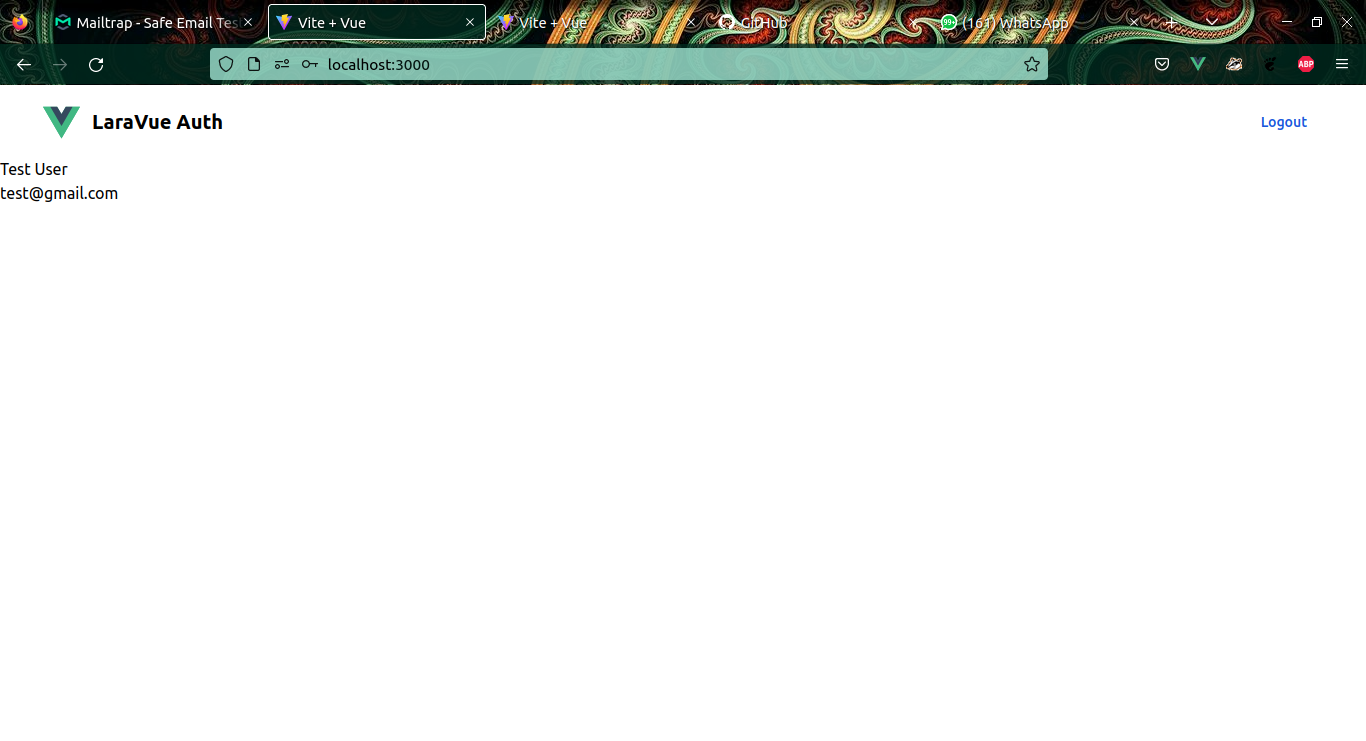 Mailtrap - Safe Email Tes
Vite + Vue
Vite + Vue
GitHub
99+
(161) WhatsApp
localhost:3000
ABP
LaraVue Auth
Logout
Test User
test@gmail.com